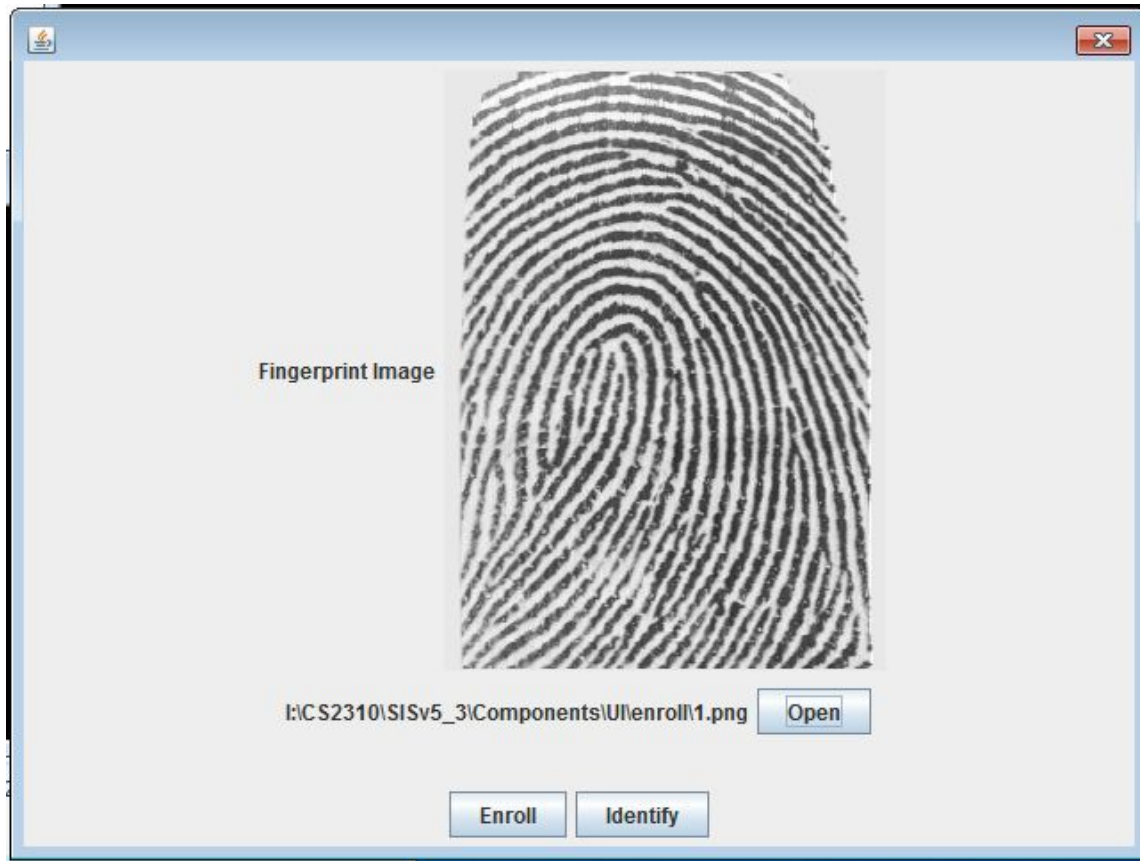 Fingerprint Image
I:\CS2310\SISv5_3\Components\UI\enroll\1.png
Open
Enroll
Identify